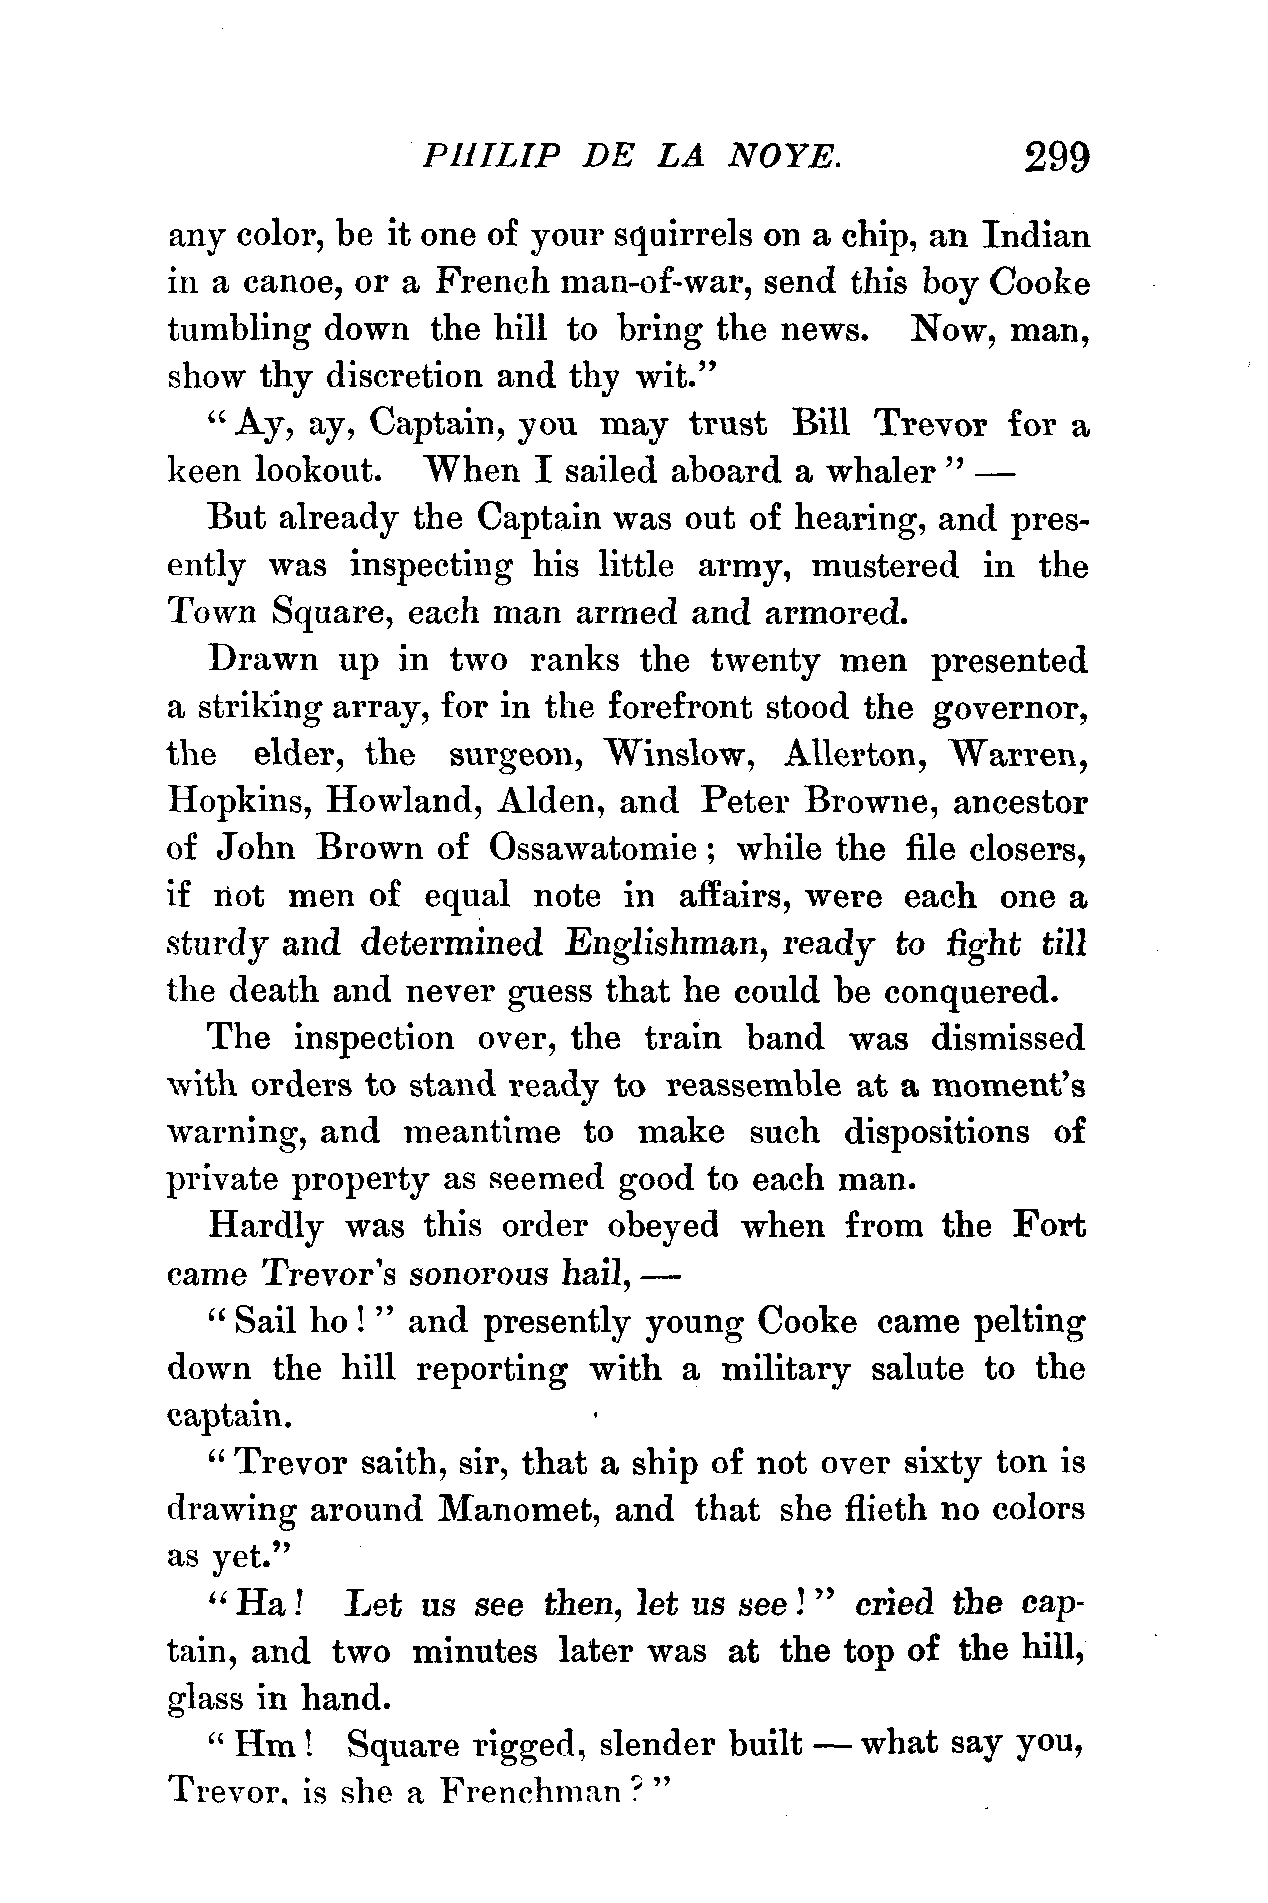 PHILIP DE LA NOYE. 299
any color, be it one of your squirrels on a chip, an Indian
in a canoe, or a French man-of-war, send this boy Cooke
tumbling down the hill to bring the news. Now, man,
show thy discretion and thy wit."
"Ay, ay, Captain, you may trust Bill Trevor for a
keen lookout. When I sailed aboard a whaler" —
But already the Captain was out of hearing, and pres-
ently was inspecting his little army, mustered in the
Town Square, each man armed and armored.
Drawn up in two ranks the twenty men presented
a striking array, for in the forefront stood the governor,
the elder, the surgeon, Winslow, Allerton, Warren,
Hopkins, Howland, Alden, and Peter Browne, ancestor
of John Brown of Ossawatomie; while the file closers,
if not men of equal note in affairs, were each one a
sturdy and determined Englishman, ready to fight till
the death and never guess that he could be conquered.
The inspection over, the train band was dismissed
with orders to stand ready to reassemble at a moment's
warning, and meantime to make such dispositions of
private property as seemed good to each man.
Hardly was this order obeyed when from the Fort
came Trevor's sonorous hail, —
"Sail ho!" and presently young Cooke came pelting
down the hill reporting with a military salute to the
captain.
"Trevor saith, sir, that a ship of not over sixty ton is
drawing around Manomet, and that she flieth no colors
as yet."
"Ha! Let us see then, let us see!" cried the cap-
tain, and two minutes later was at the top of the hill,
glass in hand.
"Hm! Square rigged, slender built — what say you,
Trevor, is she a Frenchman?"